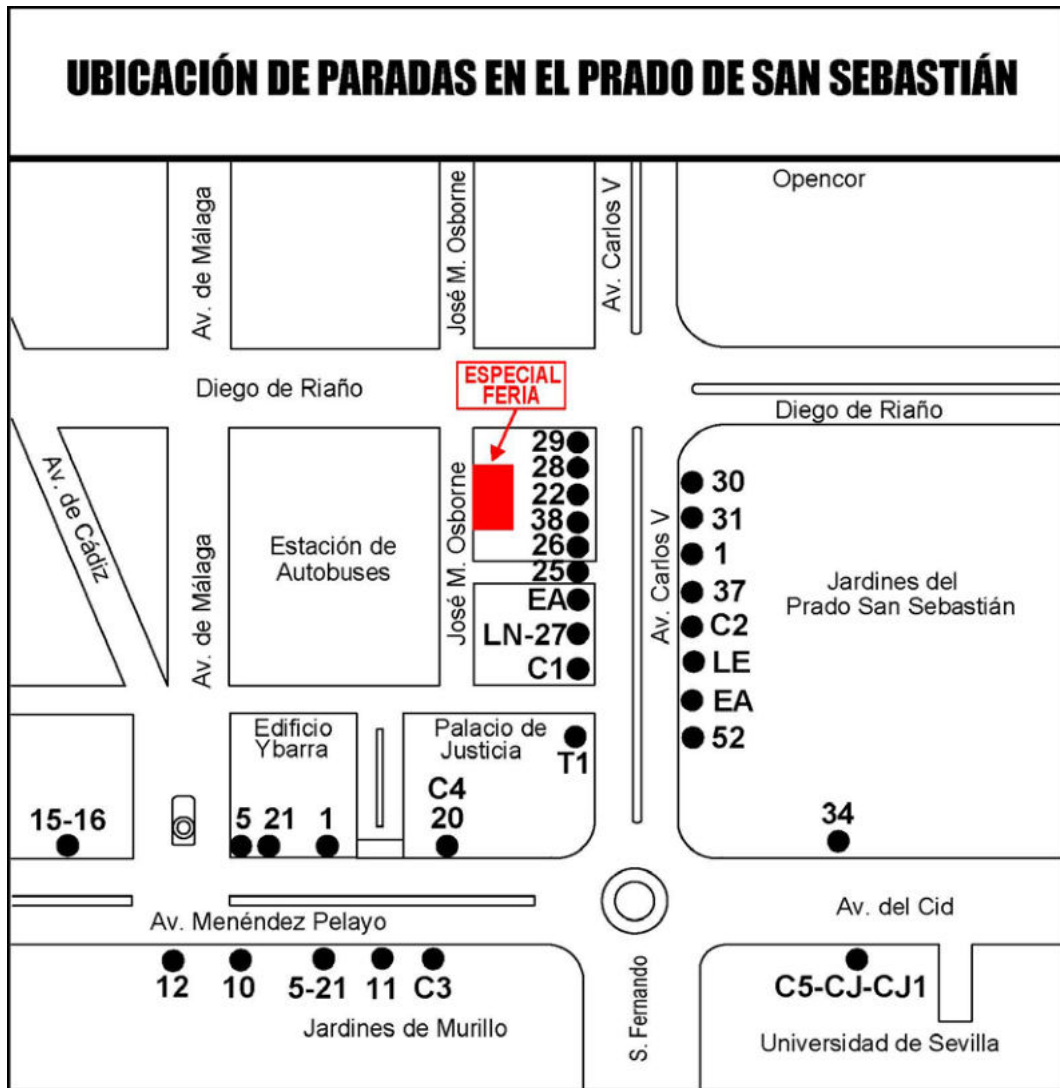 UBICACIÓN DE PARADAS EN EL PRADO DE SAN SEBASTIÁN
Av. de Málaga
José M. Osborne
Av. Carlos V
Opencor
Diego de Riaño
ESPECIAL
FERIA
Diego de Riaño
Av. de Cádiz
Av. de Málaga
Estación de
Autobuses
José M. Osborne
29
28
22
38
26
25
EA
LN-27
C1
Av. Carlos V
30
31
1
37
C2
LE
EA
52
Jardines del
Prado San Sebastián
Edificio
Ybarra
Palacio de
Justicia
T1
15-16
5
21
1
C4
20
34
Av. Menéndez Pelayo
Av. del Cid
12
10
5-21
11
C3
Jardines de Murillo
S. Fernando
C5-CJ-CJ1
Universidad de Sevilla